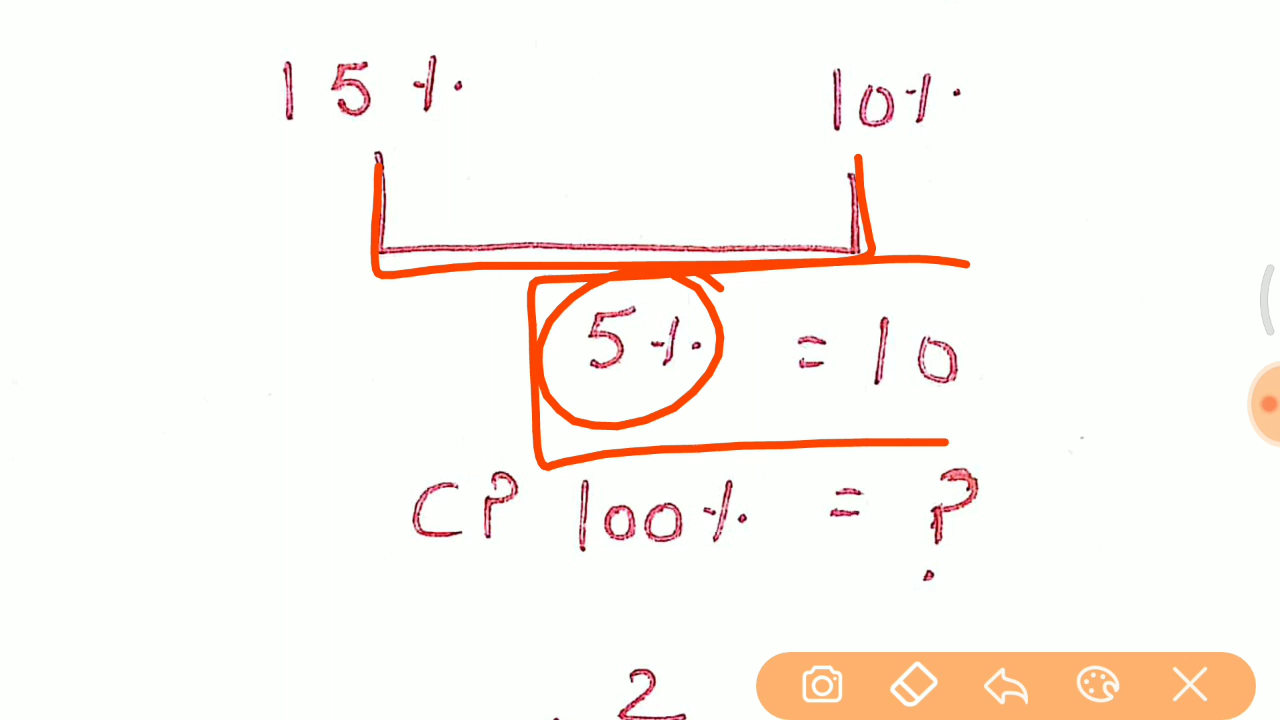 15% 10%
5% = 10
CP 100% = ?
2